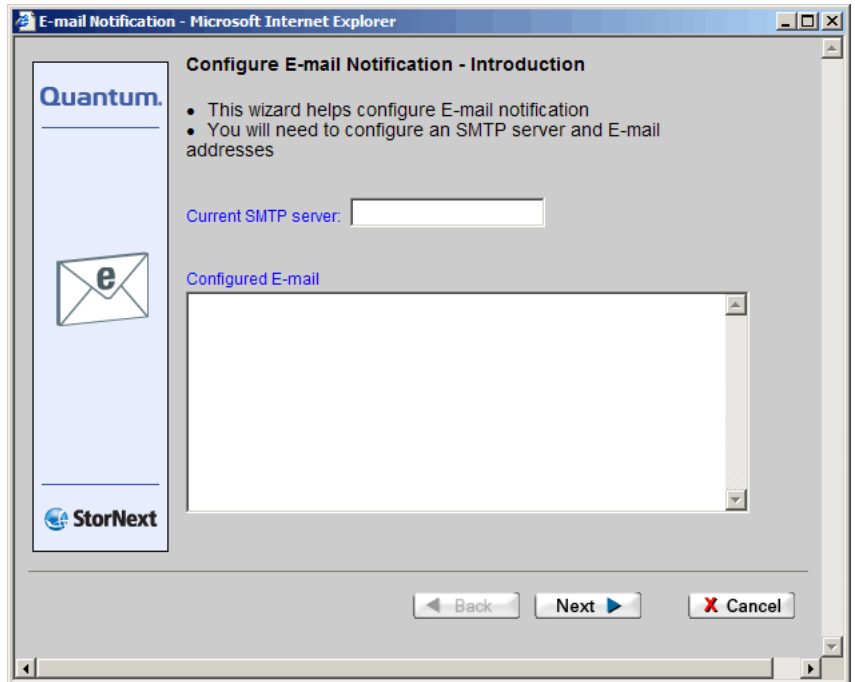 E-mail Notification - Microsoft Internet Explorer
Quantum.
Configure E-mail Notification - Introduction
• This wizard helps configure E-mail notification
• You will need to configure an SMTP server and E-mail
addresses
Current SMTP server:
e
Configured E-mail
StorNext
Back Next X Cancel